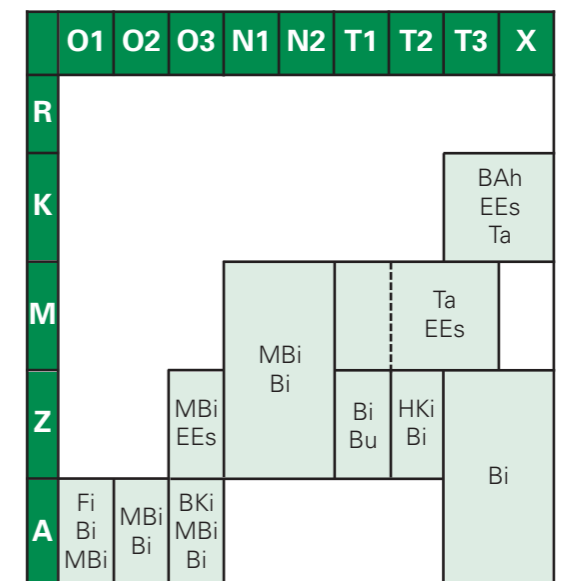 O1 O2 O3 N1 N2 T1 T2 T3 X
R
K
BAh
EEs
Ta
M
Ta
EEs
MBi
Bi
Z
MBi
EEs
Bi
Bu
HKi
Bi
Bi
A
Fi
Bi
MBi
MBi
Bi
BKi
MBi
Bi